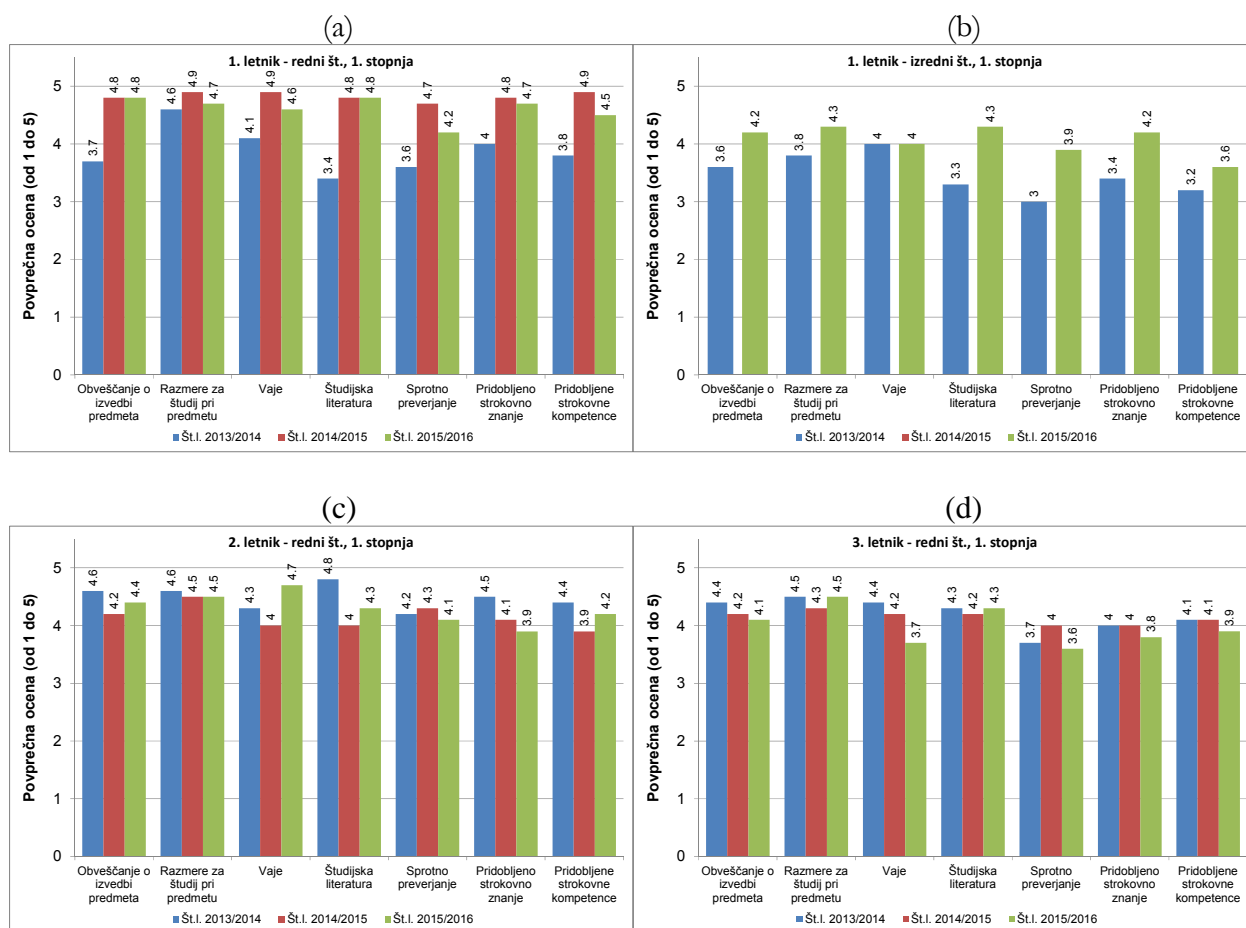 (a)
1. letnik - redni št., 1. stopnja
Povprečna ocena (od 1 do 5)
5
4
3
2
1
0
3.7 4.8 4.8
4.6 4.9 4.7
4.1 4.9 4.6
3.4 4.8 4.8
3.6 4.7 4.2
4 4.8 4.7
3.8 4.9 4.5
Obveščanje o
izvedbi
predmeta
Razmere za
študij pri
predmetu
Vaje
Študijska
literatura
Sprotno
preverjanje
Pridobljeno
strokovno
znanje
Pridobljene
strokovne
kompetence
Št.l. 2013/2014 Št.l. 2014/2015 Št.l. 2015/2016
(b)
1. letnik - izredni št., 1. stopnja
Povprečna ocena (od 1 do 5)
5
4
3
2
1
0
3.6 4.2
3.8 4.3
4 4
3.3 4.3
3 3.9
3.4 4.2
3.2 3.6
Obveščanje o
izvedbi
predmeta
Razmere za
študij pri
predmetu
Vaje
Študijska
literatura
Sprotno
preverjanje
Pridobljeno
strokovno
znanje
Pridobljene
strokovne
kompetence
Št.l. 2013/2014 Št.l. 2014/2015 Št.l. 2015/2016
(c)
2. letnik - redni št., 1. stopnja
Povprečna ocena (od 1 do 5)
5
4
3
2
1
0
4.6 4.2 4.4
4.6 4.5 4.5
4.3 4 4.7
4.8 4 4.3
4.2 4.3 4.1
4.5 4.1 3.9
4.4 3.9 4.2
Obveščanje o
izvedbi
predmeta
Razmere za
študij pri
predmetu
Vaje
Študijska
literatura
Sprotno
preverjanje
Pridobljeno
strokovno
znanje
Pridobljene
strokovne
kompetence
Št.l. 2013/2014 Št.l. 2014/2015 Št.l. 2015/2016
(d)
3. letnik - redni št., 1. stopnja
Povprečna ocena (od 1 do 5)
5
4
3
2
1
0
4.4 4.2 4.1
4.5 4.3 4.5
4.4 4.2 3.7
4.3 4.2 4.3
3.7 4 3.6
4 4 3.8
4.1 4.1 3.9
Obveščanje o
izvedbi
predmeta
Razmere za
študij pri
predmetu
Vaje
Študijska
literatura
Sprotno
preverjanje
Pridobljeno
strokovno
znanje
Pridobljene
strokovne
kompetence
Št.l. 2013/2014 Št.l. 2014/2015 Št.l. 2015/2016